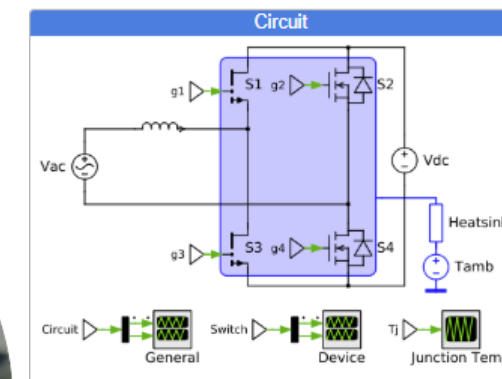 Circuit
g1
S1
g2
S2
Vac
Vdc
g3
S3
g4
S4
Heatsink
Tamb
Circuit
General
Switch
Device
Tj
Junction Tem